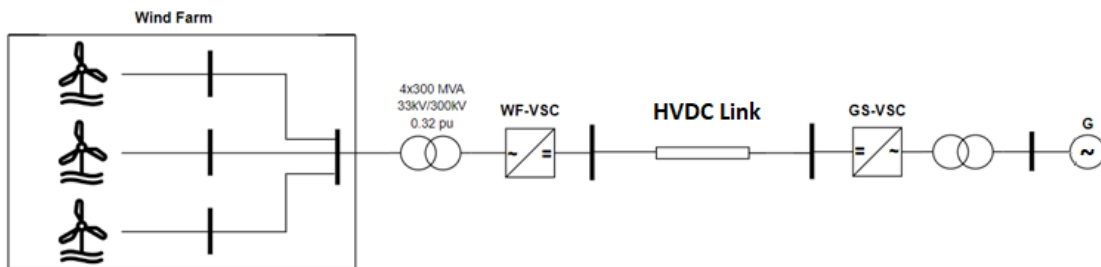 Wind Farm
4x300 MVA
33kV/300kV
0.32 pu
WF-VSC
HVDC Link
GS-VSC
G
~
=
=
~
~